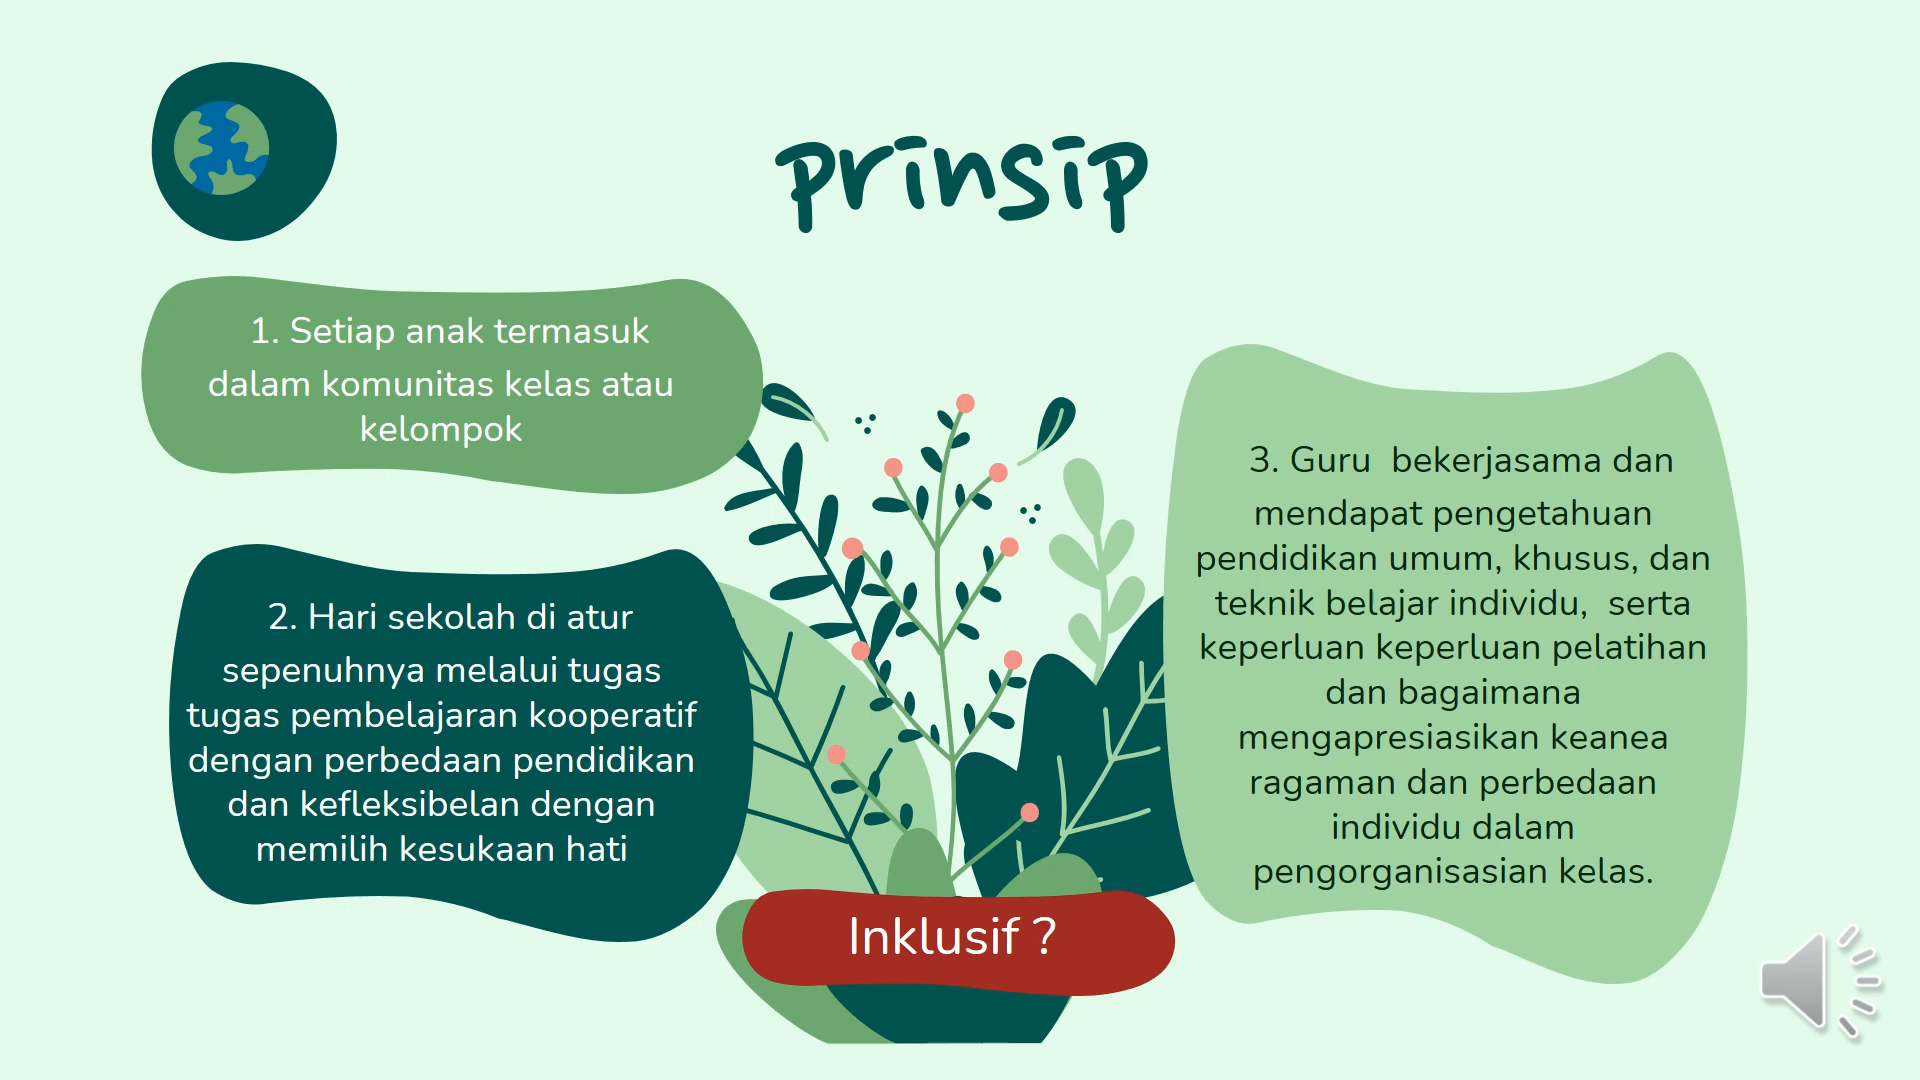 prinsip
1. Setiap anak termasuk
dalam komunitas kelas atau
kelompok
2. Hari sekolah di atur
sepenuhnya melalui tugas
tugas pembelajaran kooperatif
dengan perbedaan pendidikan
dan kefleksibelan dengan
memilih kesukaan hati
3. Guru  bekerjasama dan
mendapat pengetahuan
pendidikan umum, khusus, dan
teknik belajar individu,  serta
keperluan keperluan pelatihan
dan bagaimana
mengapresiasikan keanea
ragaman dan perbedaan
individu dalam
pengorganisasian kelas.
Inklusif ?